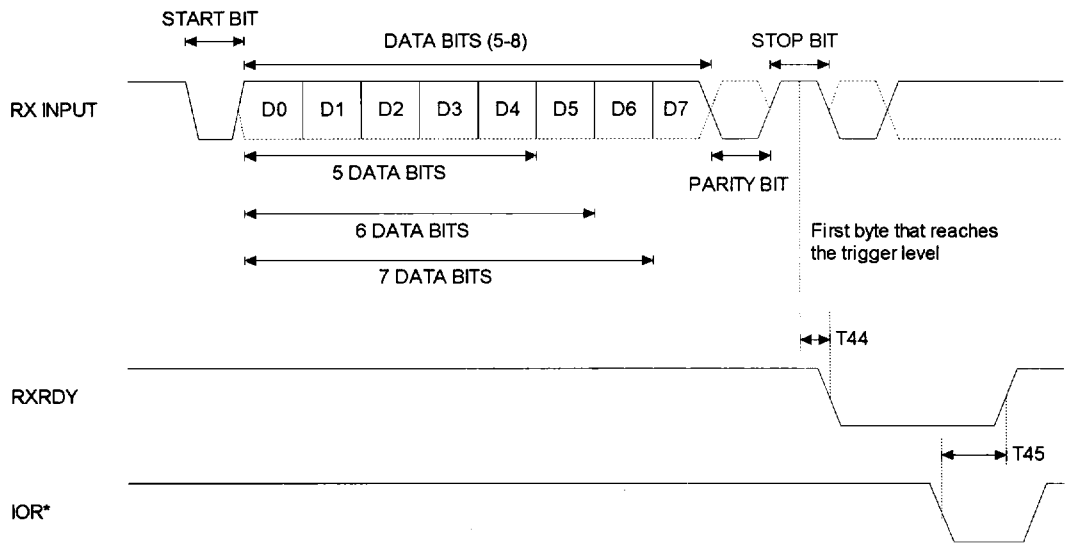 START BIT
DATA BITS (5-8)
STOP BIT
RX INPUT
D0 D1 D2 D3 D4 D5 D6 D7
5 DATA BITS
PARITY BIT
6 DATA BITS
First byte that reaches
the trigger level
7 DATA BITS
T44
RXRDY
T45
IOR*